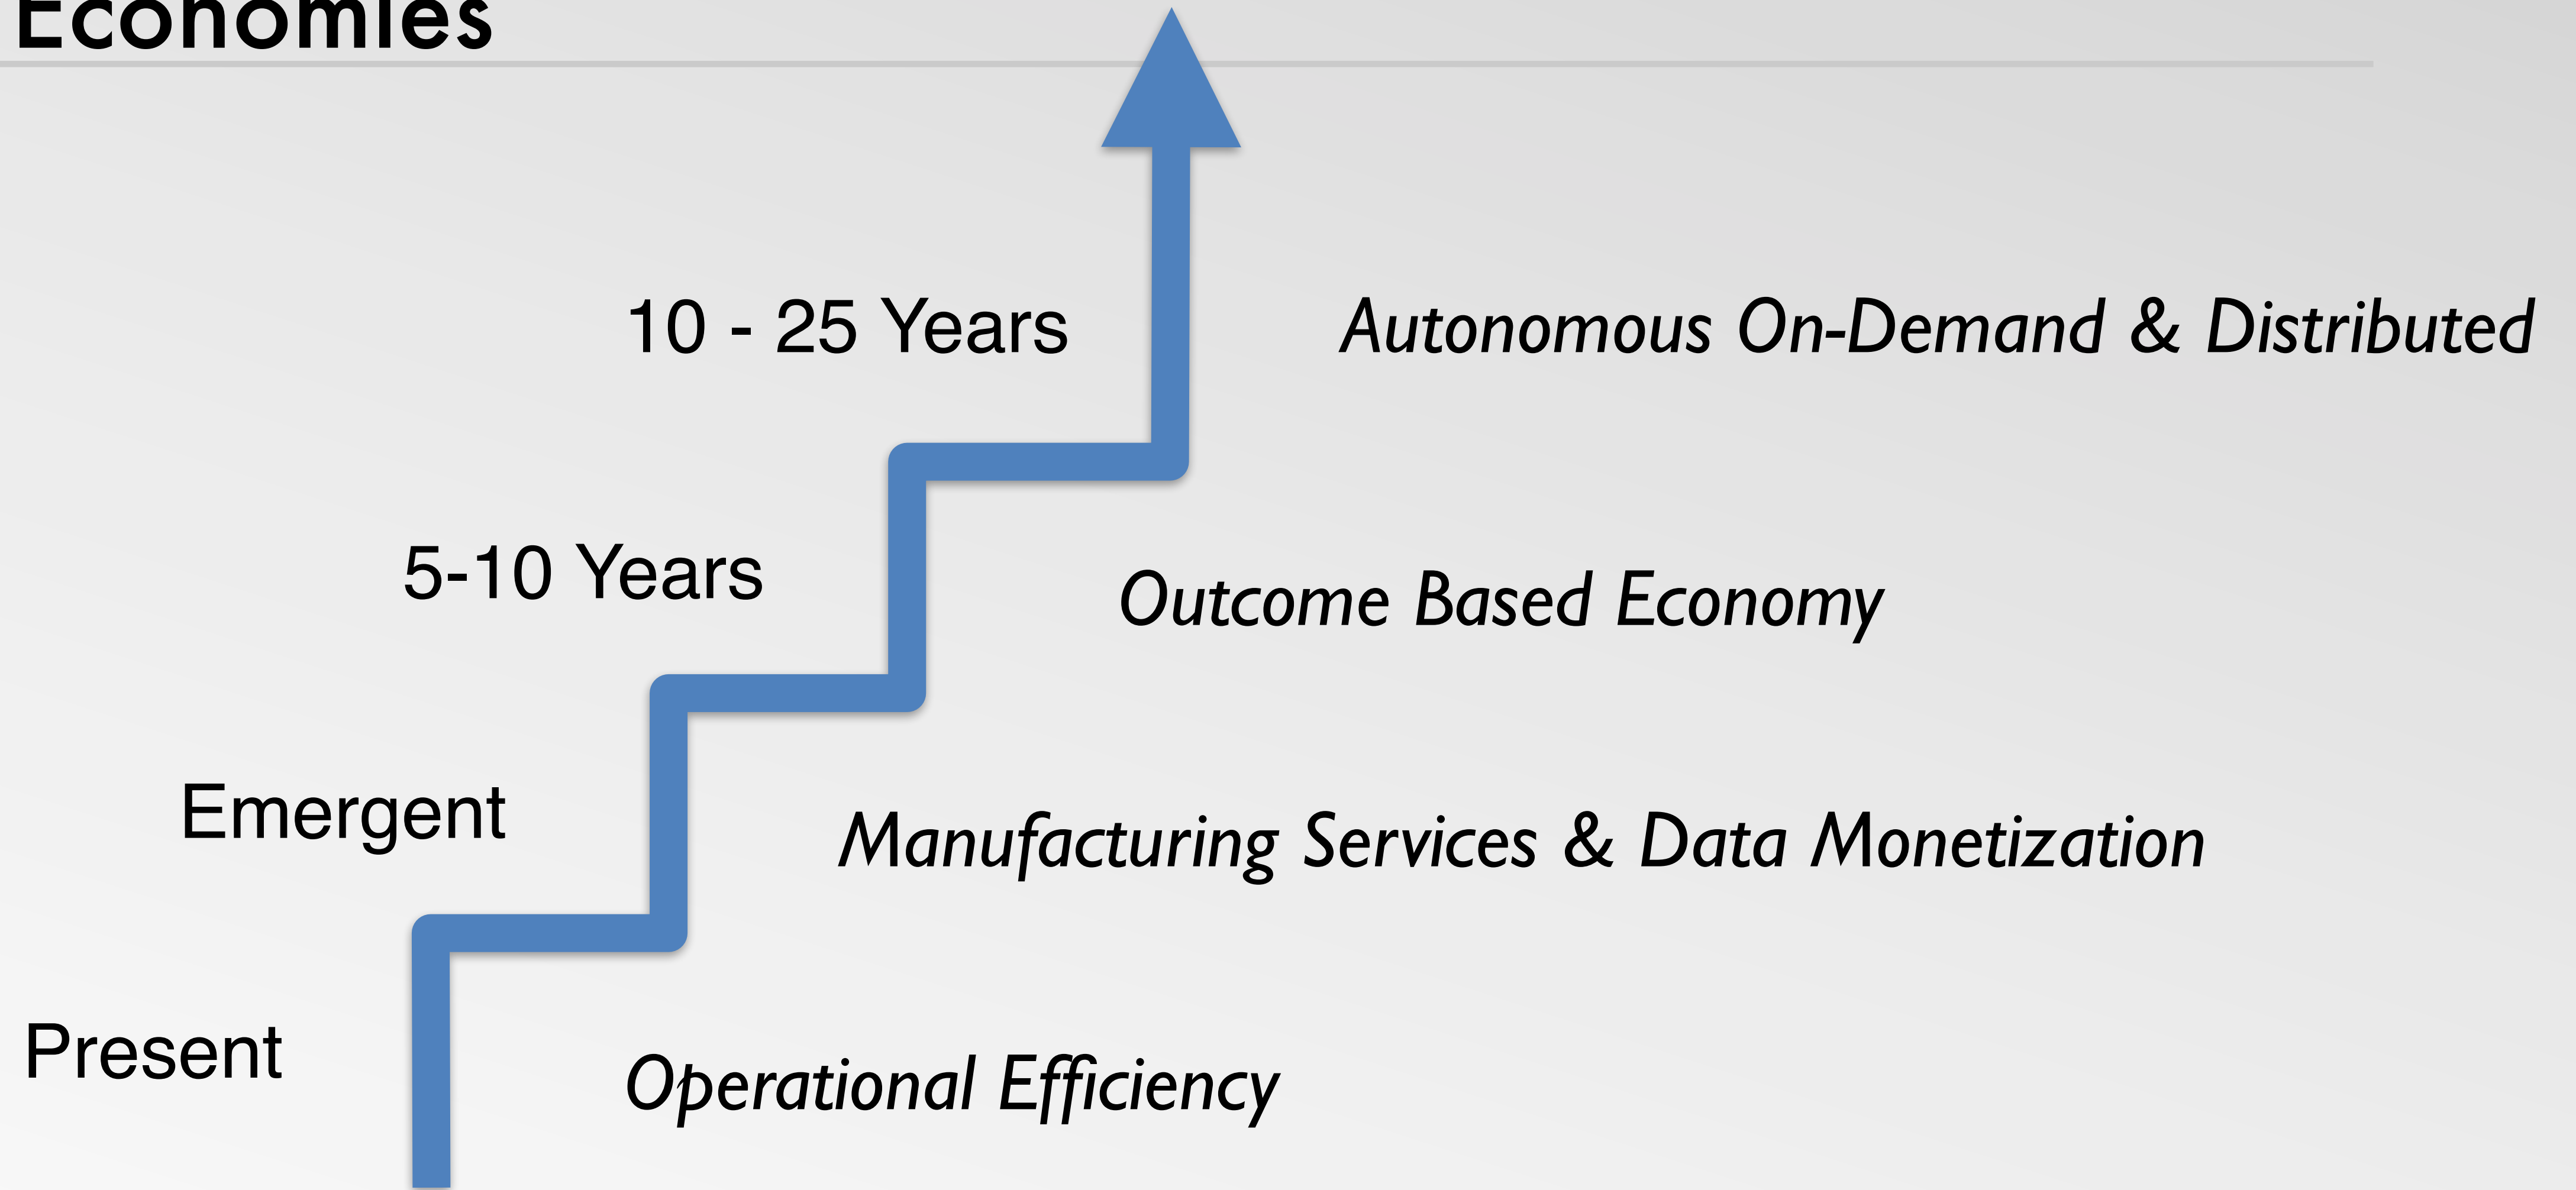 Economies
10 - 25 Years
Autonomous On-Demand & Distributed
5-10 Years
Outcome Based Economy
Emergent
Manufacturing Services & Data Monetization
Present
Operational Efficiency